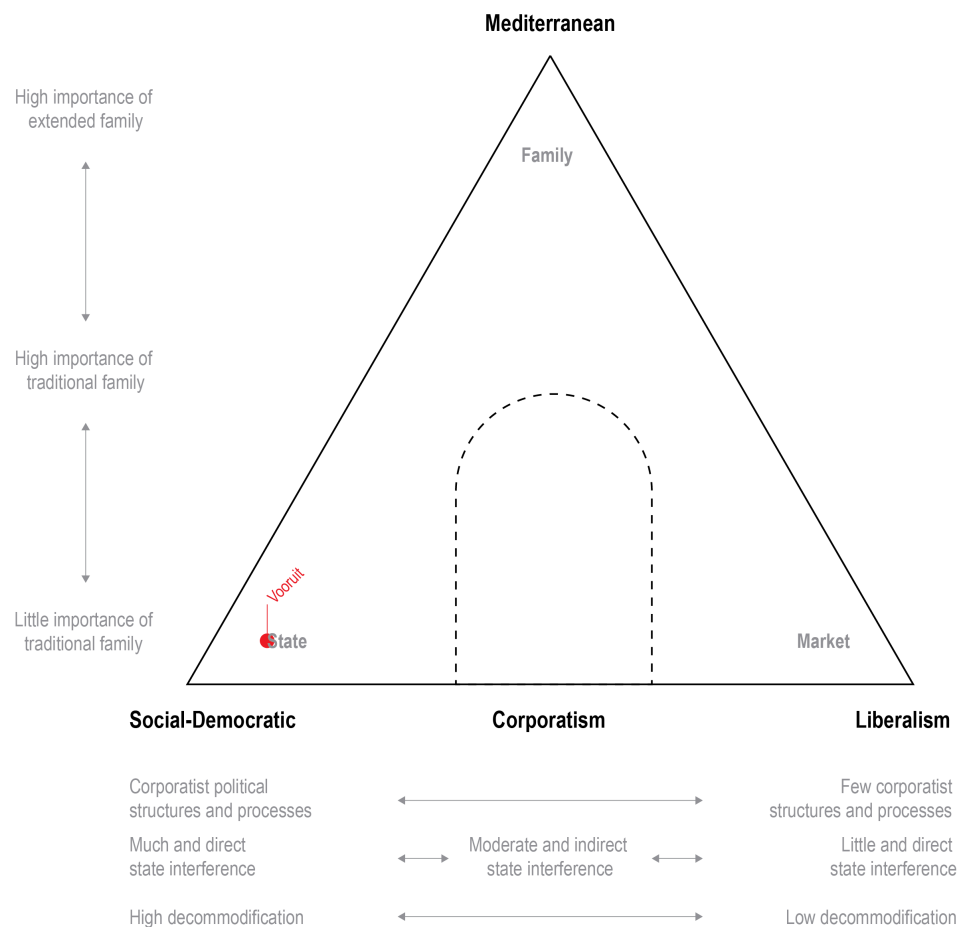 Mediterranean
High importance of
extended family
Family
High importance of
traditional family
Vooruit
Little importance of
traditional family
State
Market
Social-Democratic
Corporatism
Liberalism
Corporatist political
structures and processes
Few corporatist
structures and processes
Much and direct
state interference
Moderate and indirect
state interference
Little and direct
state interference
High decommodification
Low decommodification